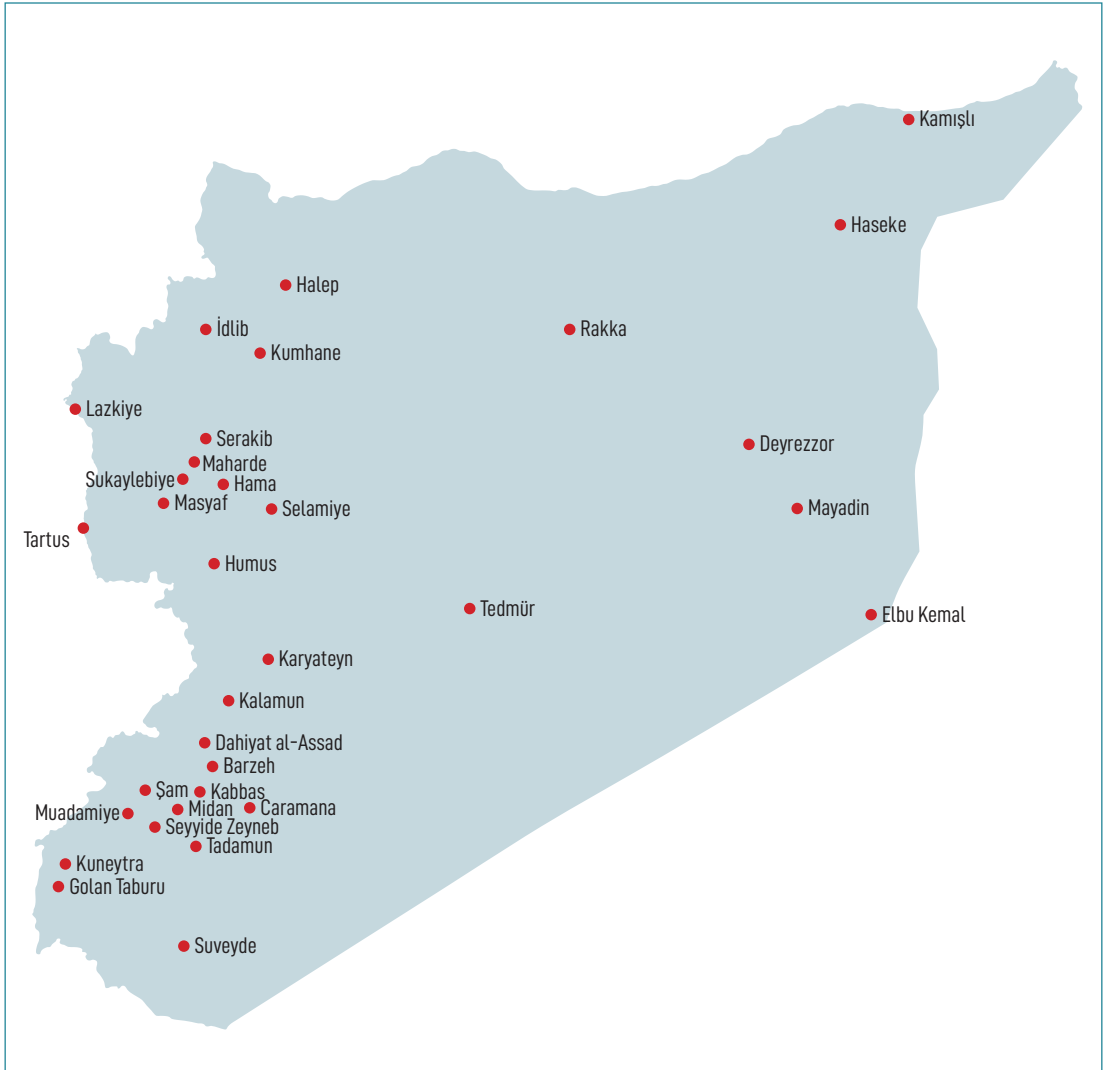 Kamışlı
Haseke
Halep
İdlib
Rakka
Kumhane
Lazkiye
Serakib
Deyrezzor
Maharde
Sukaylebiye
Hama
Masyaf
Selamiye
Mayadin
Tartus
Humus
Tedmür
Elbu Kemal
Karyateyn
Kalamun
Dahiyat al-Assad
Barzeh
Şam
Kabbas
Muadamiye
Midan
Caramana
Seyyide Zeyneb
Tadamun
Kuneytra
Golan Taburu
Suveyde